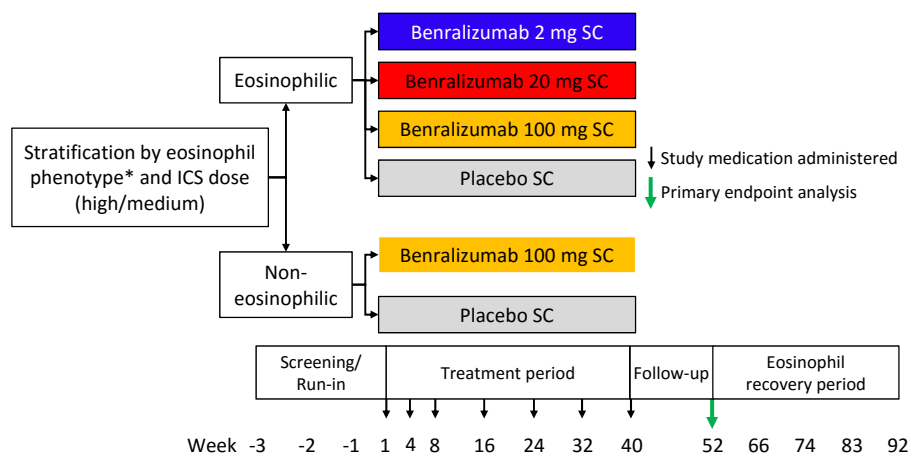 Benralizumab 2 mg SC
Eosinophilic
Benralizumab 20 mg SC
Benralizumab 100 mg SC
Stratification by eosinophil
phenotype* and ICS dose
(high/medium)
Study medication administered
Placebo SC
Primary endpoint analysis
Non-
eosinophilic
Benralizumab 100 mg SC
Placebo SC
Screening/
Run-in
Treatment period
Follow-up
Eosinophil
recovery period
Week -3 -2 -1 1 4 8 16 24 32 40 52 66 74 83 92